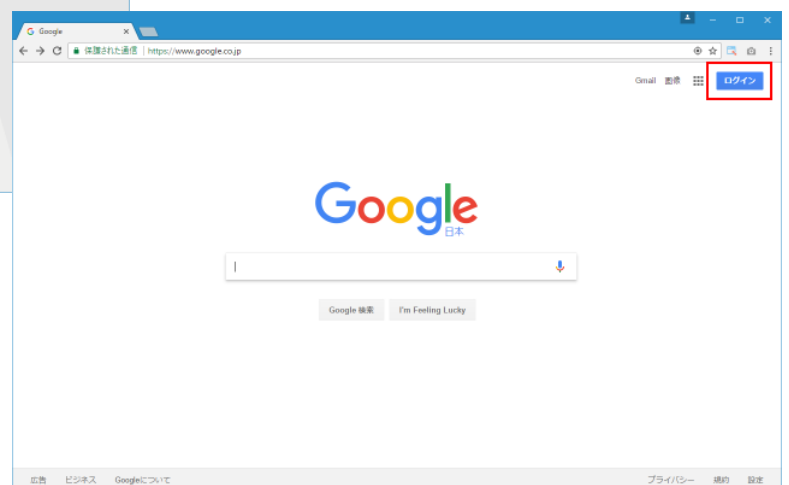 Google
保護された通信 | https://www.google.co.jp
Gmail 画像 ログイン
Google
日本
Google 検索 I'm Feeling Lucky
広告 ビジネス Googleについて プライバシー 規約 設定